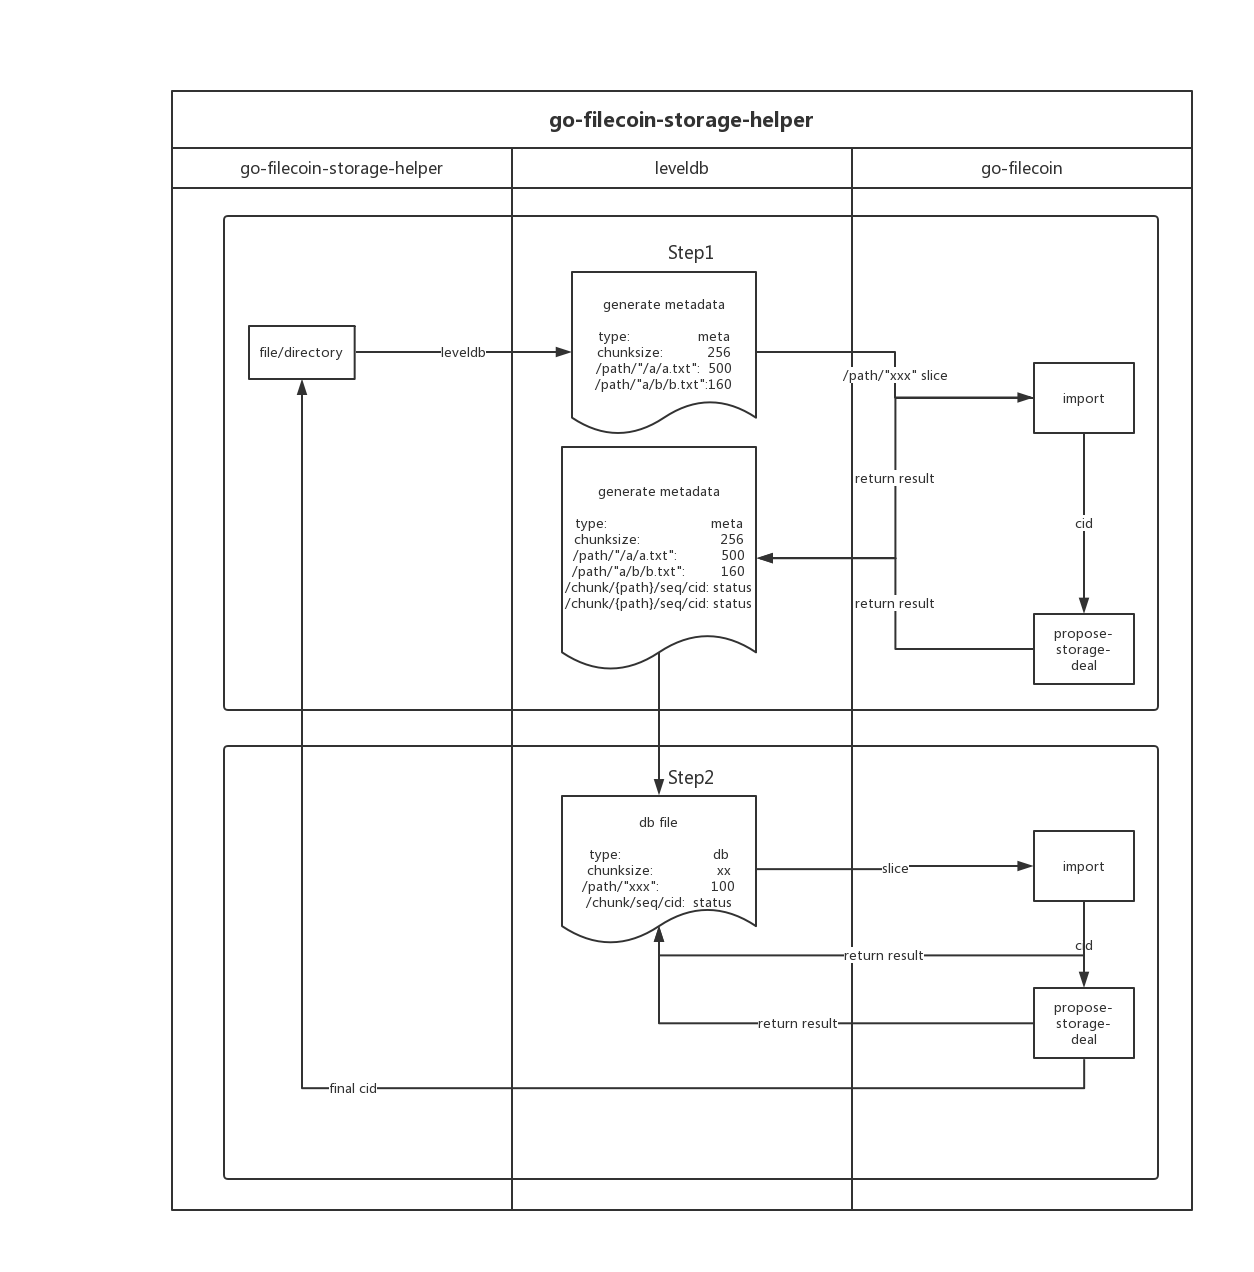 go-filecoin-storage-helper
go-filecoin-storage-helper
leveldb
go-filecoin
Step1
generate metadata
type: meta
chunksize: 256
/path/"/a/a.txt": 500
/path/"a/b/b.txt":160
file/directory
leveldb
/path/"xxx" slice
import
return result
cid
generate metadata
type: meta
chunksize: 256
/path/"/a/a.txt": 500
/path/"a/b/b.txt": 160
/chunk/{path}/seq/cid: status
/chunk/{path}/seq/cid: status
return result
propose-
storage-
deal
Step2
db file
type: db
chunksize: xx
/path/"xxx": 100
/chunk/seq/cid: status
slice
import
cid
return result
propose-
storage-
deal
return result
final cid